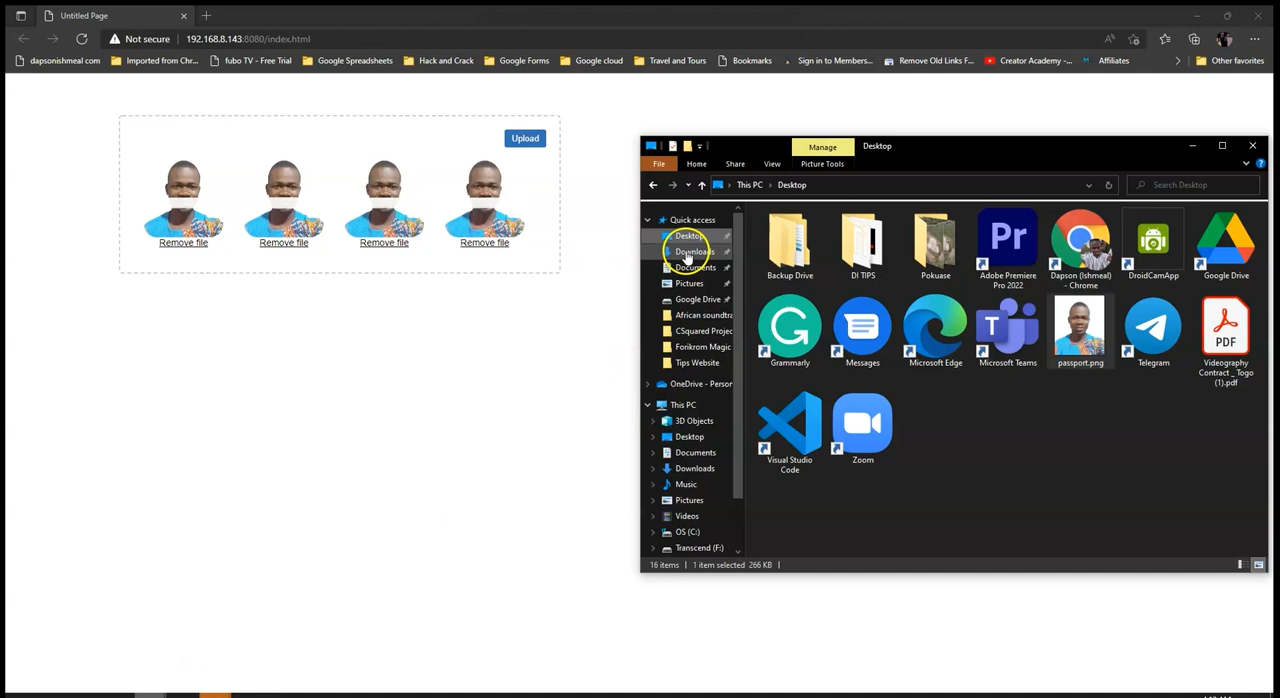 Untitled Page
Not secure
192.168.8.143:8080/index.html
dapsonishmeal.com
Imported from Chr...
fubo TV - Free Trial
Google Spreadsheets
Hack and Crack
Google Forms
Google cloud
Travel and Tours
Bookmarks
Sign in to Members...
Remove Old Links F...
Creator Academy -...
Affiliates
Other favorites
Upload
Remove file
Remove file
Remove file
Remove file
Manage
Desktop
File
Home
Share
View
Picture Tools
This PC
Desktop
Search Desktop
Quick access
Desktop
Downloads
Documents
Pictures
Google Drive
African soundtra
CSquared Projec
Forikrom Magic
Tips Website
OneDrive - Person
This PC
3D Objects
Desktop
Documents
Downloads
Music
Pictures
Videos
OS (C:)
Transcend (F:)
Backup Drive
DI TIPS
Pokuase
Pr
Adobe Premiere
Pro 2022
Dapson (Ishmeal)
- Chrome
DroidCamApp
Google Drive
Grammarly
Messages
Microsoft Edge
T
Microsoft Teams
passport.png
Telegram
PDF
Videography
Contract _ Togo
(1).pdf
Visual Studio
Code
Zoom
16 items
1 item selected 266 KB